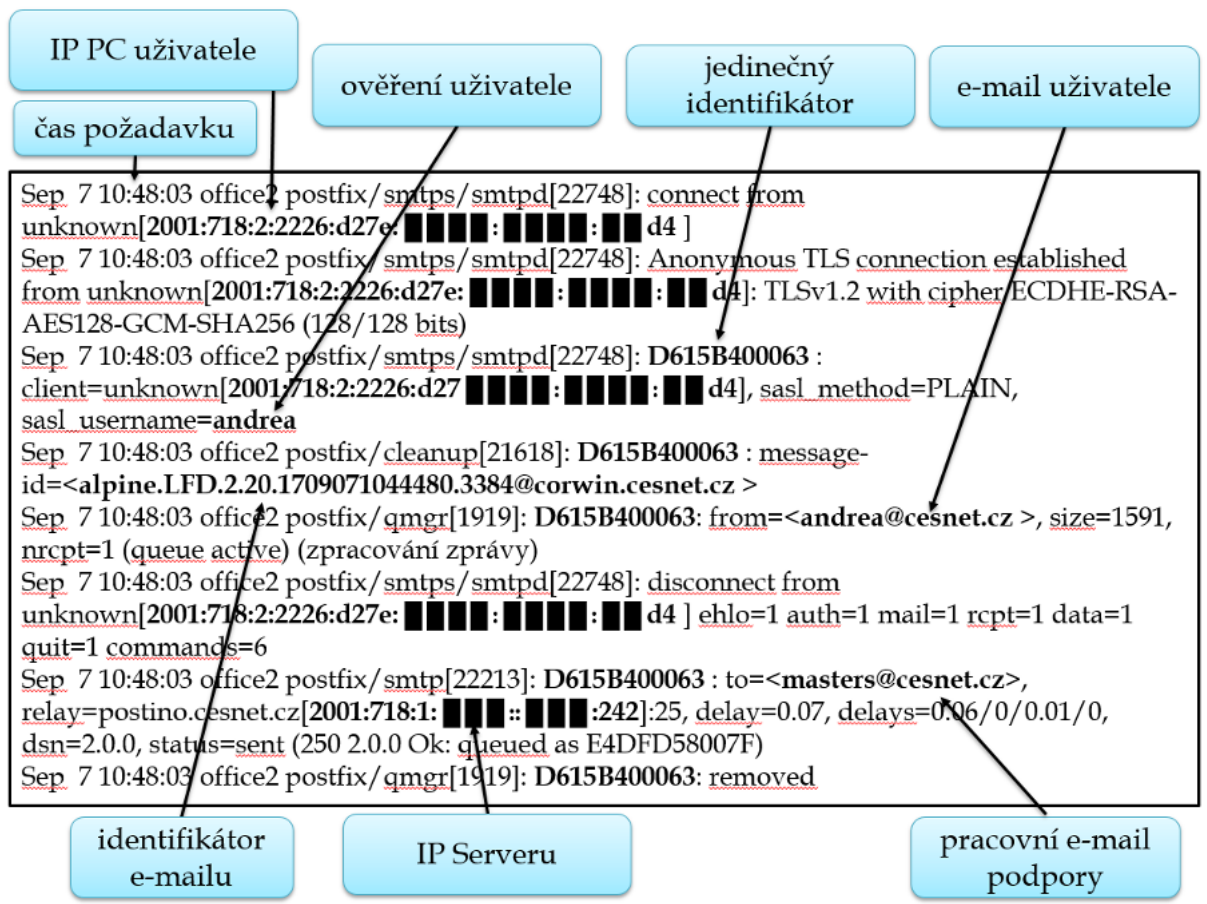 IP PC uživatele
ověření uživatele
jedinečný
identifikátor
e-mail uživatele
čas požadavku
Sep 7 10:48:03 office2 postfix/smtps/smtpd[22748]: connect from
unknown[2001:718:2:2226:d27e: ████:████:██ d4 ]
Sep 7 10:48:03 office2 postfix/smtps/smtpd[22748]: Anonymous TLS connection established
from unknown[2001:718:2:2226:d27e: ████:████:██ d4]: TLSv1.2 with cipher ECDHE-RSA-
AES128-GCM-SHA256 (128/128 bits)
Sep 7 10:48:03 office2 postfix/smtps/smtpd[22748]: D615B400063 :
client=unknown[2001:718:2:2226:d27 ████:████:██ d4], sasl_method=PLAIN,
sasl_username=andrea
Sep 7 10:48:03 office2 postfix/cleanup[21618]: D615B400063 : message-
id=<alpine.LFD.2.20.1709071044480.3384@corwin.cesnet.cz >
Sep 7 10:48:03 office2 postfix/qmgr[1919]: D615B400063: from=<andrea@cesnet.cz >, size=1591,
nrcpt=1 (queue active) (zpracování zprávy)
Sep 7 10:48:03 office2 postfix/smtps/smtpd[22748]: disconnect from
unknown[2001:718:2:2226:d27e: ████:████:██ d4 ] ehlo=1 auth=1 mail=1 rcpt=1 data=1
quit=1 commands=6
Sep 7 10:48:03 office2 postfix/smtp[22213]: D615B400063 : to=<masters@cesnet.cz>,
relay=postino.cesnet.cz[2001:718:1: ███::███:242]:25, delay=0.07, delays=0.06/0/0.01/0,
dsn=2.0.0, status=sent (250 2.0.0 Ok: queued as E4DFD58007F)
Sep 7 10:48:03 office2 postfix/qmgr[1919]: D615B400063: removed
identifikátor
e-mailu
IP Serveru
pracovní e-mail
podpory